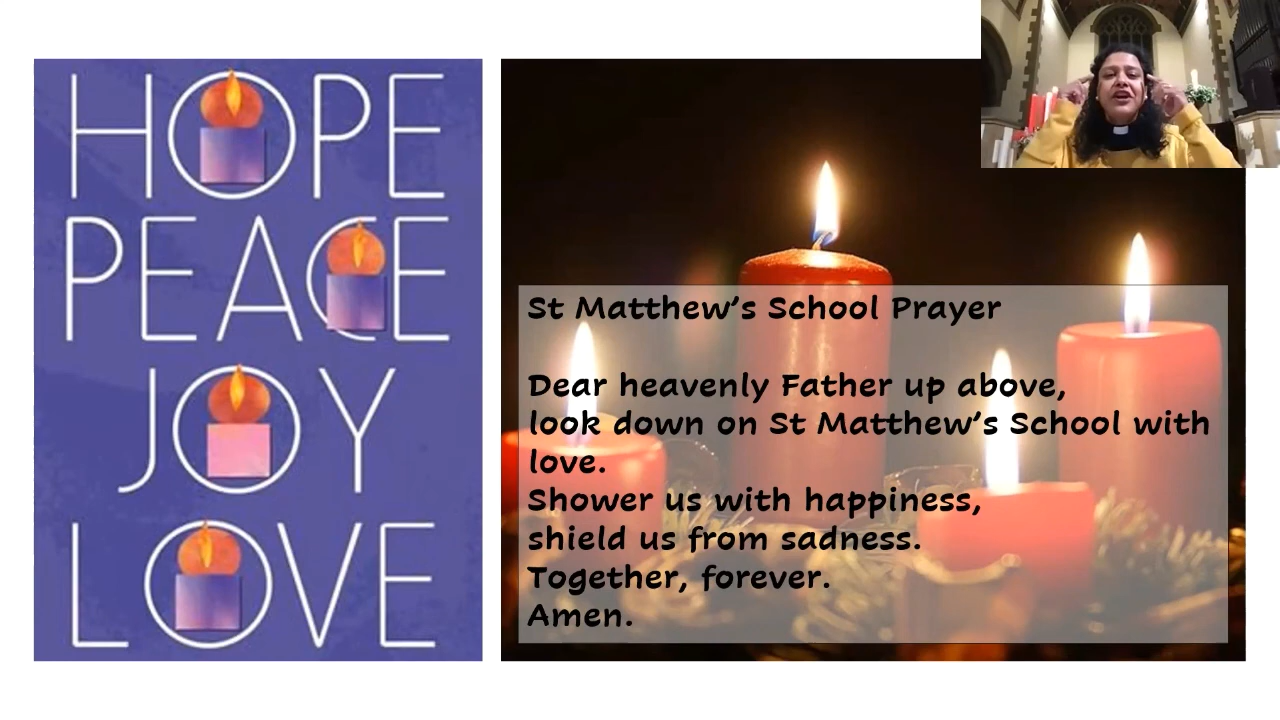 HOPE
PEACE
JOY
LOVE
St Matthew’s School Prayer
Dear heavenly Father up above,
look down on St Matthew’s School with
love.
Shower us with happiness,
shield us from sadness.
Together, forever.
Amen.